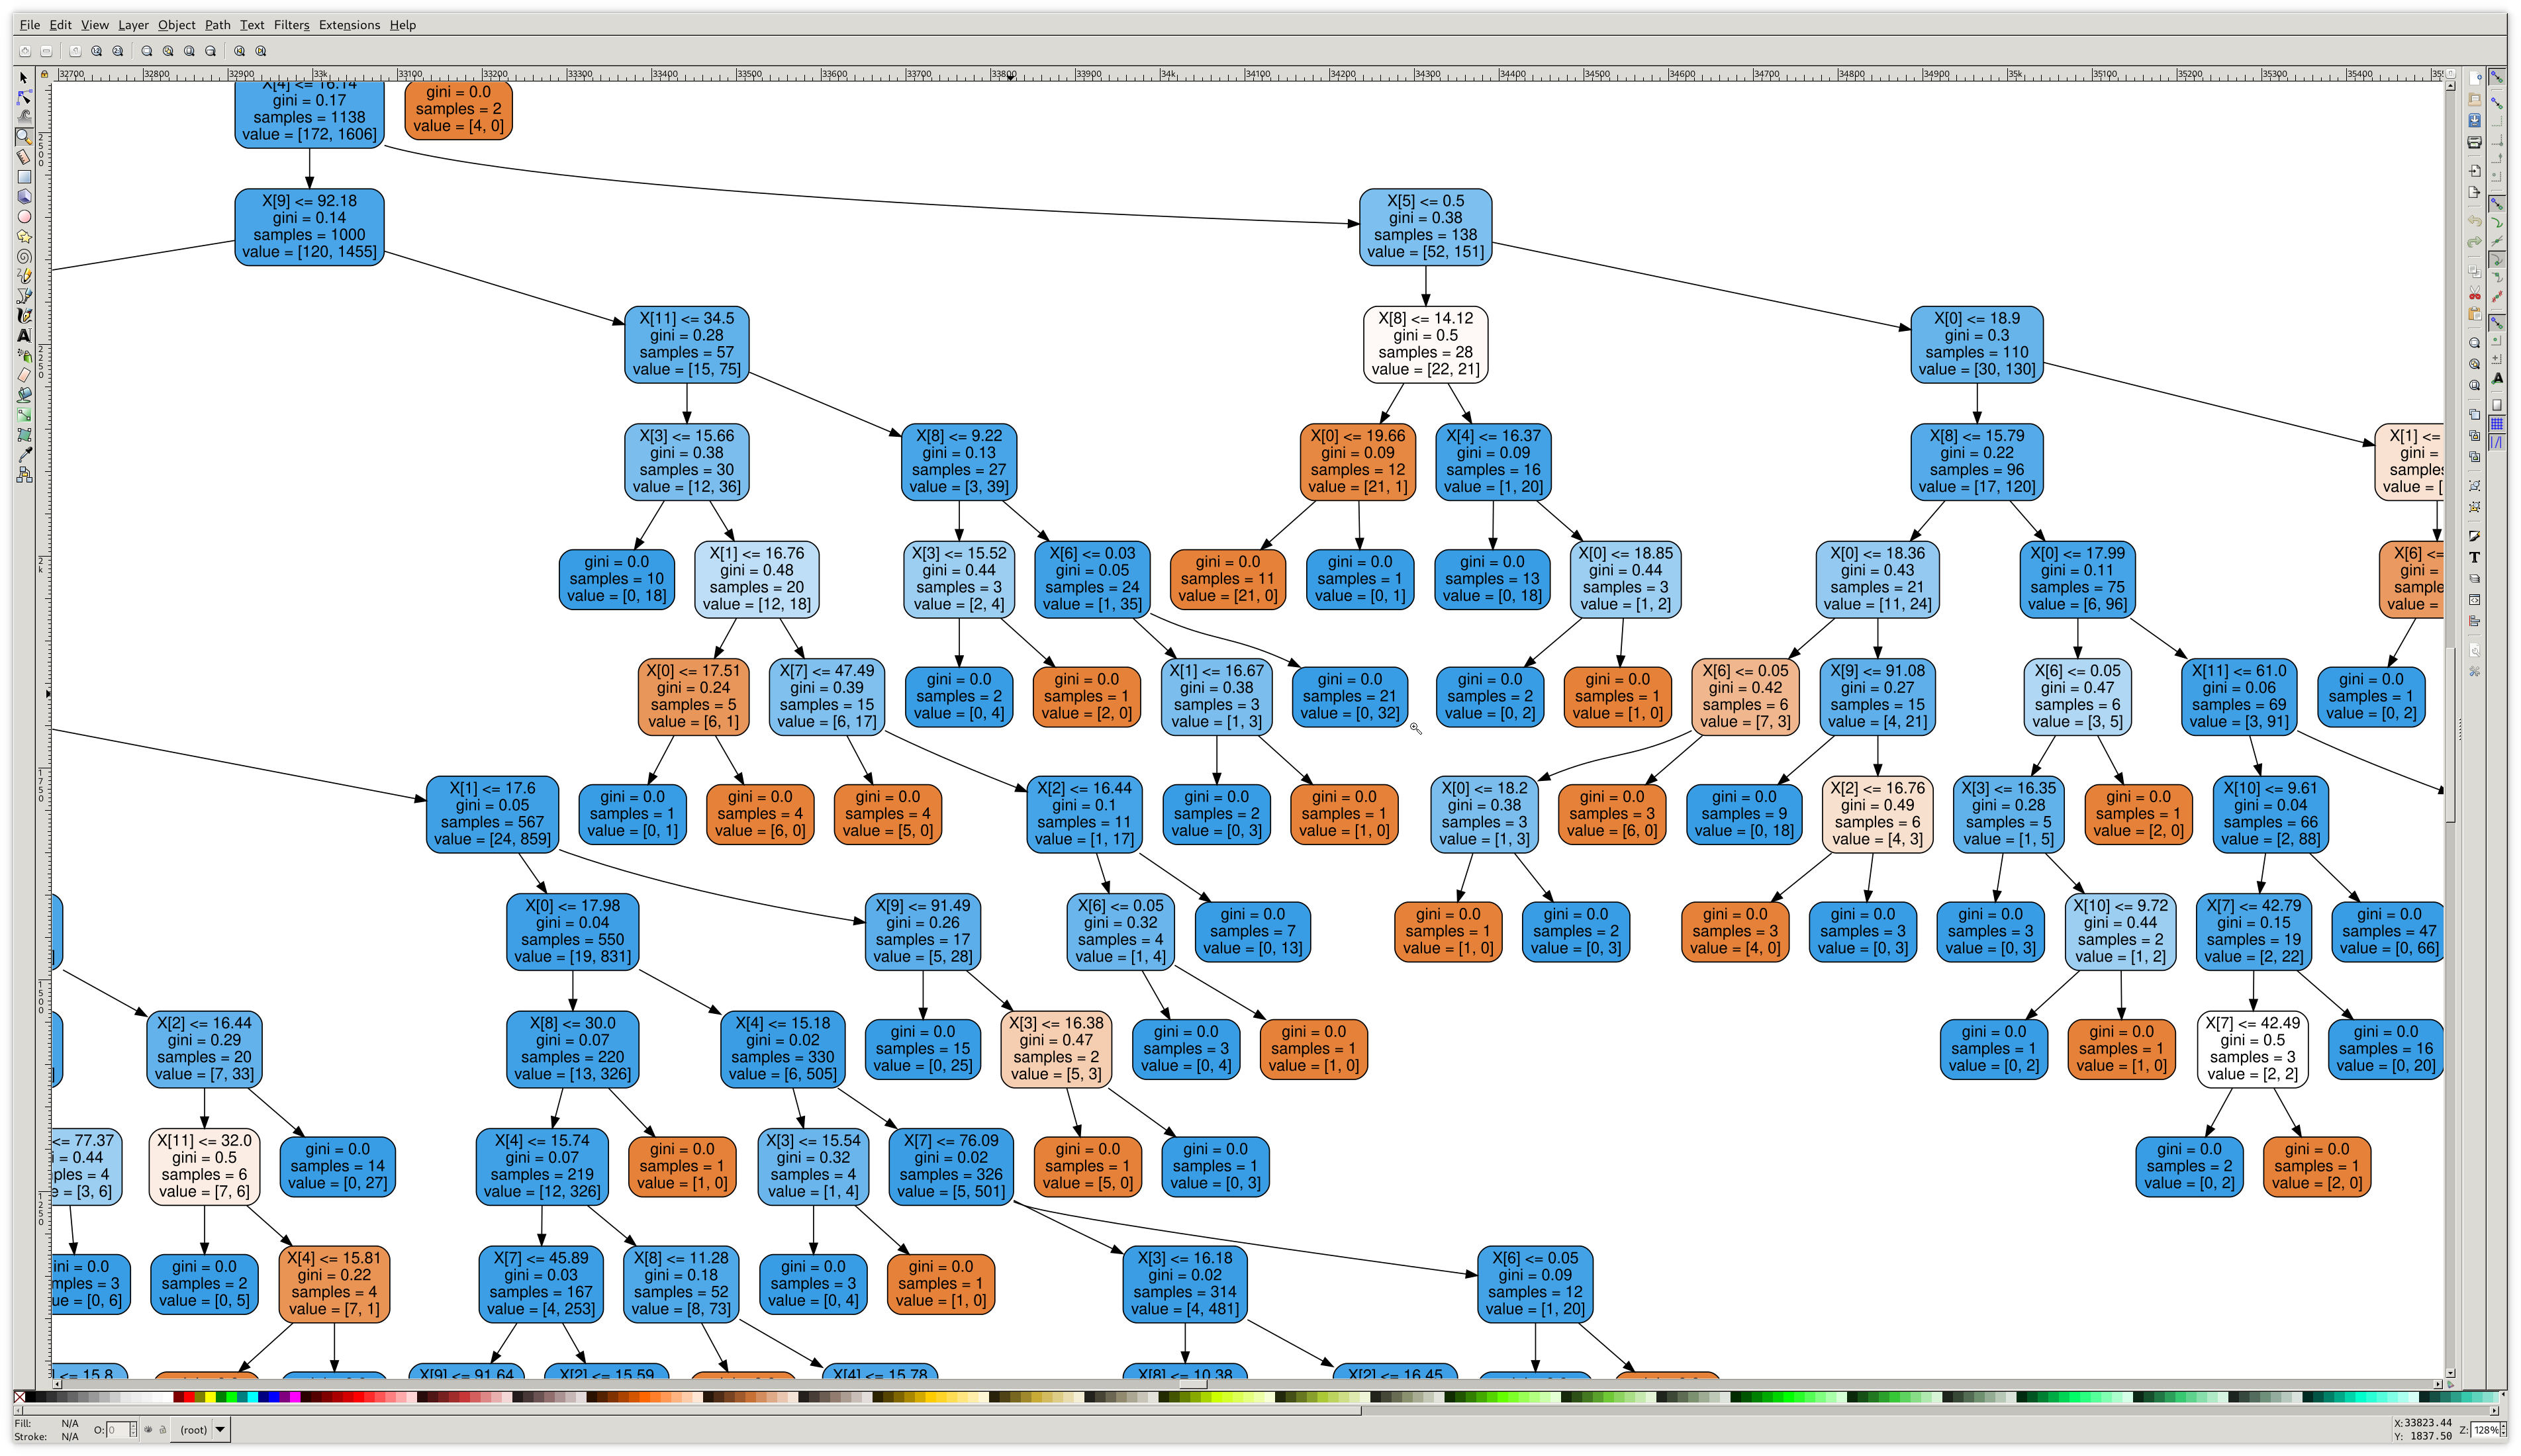 File Edit View Layer Object Path Text Filters Extensions Help
32700 32800 32900 33k 33100 33200 33300 33400 33500 33600 33700 33800 33900 34k 34100 34200 34300 34400 34500 34600 34700 34800 34900 35k 35100 35200 35300 35400
X[4] <= 16.14
gini = 0.17
samples = 1138
value = [172, 1606]
gini = 0.0
samples = 2
value = [4, 0]
X[9] <= 92.18
gini = 0.14
samples = 1000
value = [120, 1455]
X[5] <= 0.5
gini = 0.38
samples = 138
value = [52, 151]
X[11] <= 34.5
gini = 0.28
samples = 57
value = [15, 75]
X[8] <= 14.12
gini = 0.5
samples = 28
value = [22, 21]
X[0] <= 18.9
gini = 0.3
samples = 110
value = [30, 130]
X[3] <= 15.66
gini = 0.38
samples = 30
value = [12, 36]
X[8] <= 9.22
gini = 0.13
samples = 27
value = [3, 39]
X[0] <= 19.66
gini = 0.09
samples = 12
value = [21, 1]
X[4] <= 16.37
gini = 0.09
samples = 16
value = [1, 20]
X[8] <= 15.79
gini = 0.22
samples = 96
value = [17, 120]
X[1] <=
gini =
samples
value = [
gini = 0.0
samples = 10
value = [0, 18]
X[1] <= 16.76
gini = 0.48
samples = 20
value = [12, 18]
X[3] <= 15.52
gini = 0.44
samples = 3
value = [2, 4]
X[6] <= 0.03
gini = 0.05
samples = 24
value = [1, 35]
gini = 0.0
samples = 11
value = [21, 0]
gini = 0.0
samples = 1
value = [0, 1]
gini = 0.0
samples = 13
value = [0, 18]
X[0] <= 18.85
gini = 0.44
samples = 3
value = [1, 2]
X[0] <= 18.36
gini = 0.43
samples = 21
value = [11, 24]
X[0] <= 17.99
gini = 0.11
samples = 75
value = [6, 96]
X[6] <=
gini =
sample
value =
X[0] <= 17.51
gini = 0.24
samples = 5
value = [6, 1]
X[7] <= 47.49
gini = 0.39
samples = 15
value = [6, 17]
gini = 0.0
samples = 2
value = [0, 4]
gini = 0.0
samples = 1
value = [2, 0]
X[1] <= 16.67
gini = 0.38
samples = 3
value = [1, 3]
gini = 0.0
samples = 21
value = [0, 32]
gini = 0.0
samples = 2
value = [0, 2]
gini = 0.0
samples = 1
value = [1, 0]
X[6] <= 0.05
gini = 0.42
samples = 6
value = [7, 3]
X[9] <= 91.08
gini = 0.27
samples = 15
value = [4, 21]
X[6] <= 0.05
gini = 0.47
samples = 6
value = [3, 5]
X[11] <= 61.0
gini = 0.06
samples = 69
value = [3, 91]
gini = 0.0
samples = 1
value = [0, 2]
X[1] <= 17.6
gini = 0.05
samples = 567
value = [24, 859]
gini = 0.0
samples = 1
value = [0, 1]
gini = 0.0
samples = 4
value = [6, 0]
gini = 0.0
samples = 4
value = [5, 0]
X[2] <= 16.44
gini = 0.1
samples = 11
value = [1, 17]
gini = 0.0
samples = 2
value = [0, 3]
gini = 0.0
samples = 1
value = [1, 0]
X[0] <= 18.2
gini = 0.38
samples = 3
value = [1, 3]
gini = 0.0
samples = 3
value = [6, 0]
gini = 0.0
samples = 9
value = [0, 18]
X[2] <= 16.76
gini = 0.49
samples = 6
value = [4, 3]
X[3] <= 16.35
gini = 0.28
samples = 5
value = [1, 5]
gini = 0.0
samples = 1
value = [2, 0]
X[10] <= 9.61
gini = 0.04
samples = 66
value = [2, 88]
X[0] <= 17.98
gini = 0.04
samples = 550
value = [19, 831]
X[9] <= 91.49
gini = 0.26
samples = 17
value = [5, 28]
X[6] <= 0.05
gini = 0.32
samples = 4
value = [1, 4]
gini = 0.0
samples = 7
value = [0, 13]
gini = 0.0
samples = 1
value = [1, 0]
gini = 0.0
samples = 2
value = [0, 3]
gini = 0.0
samples = 3
value = [4, 0]
gini = 0.0
samples = 3
value = [0, 3]
gini = 0.0
samples = 3
value = [0, 3]
X[10] <= 9.72
gini = 0.44
samples = 2
value = [1, 2]
X[7] <= 42.79
gini = 0.15
samples = 19
value = [2, 22]
gini = 0.0
samples = 47
value = [0, 66]
X[2] <= 16.44
gini = 0.29
samples = 20
value = [7, 33]
X[8] <= 30.0
gini = 0.07
samples = 220
value = [13, 326]
X[4] <= 15.18
gini = 0.02
samples = 330
value = [6, 505]
gini = 0.0
samples = 15
value = [0, 25]
X[3] <= 16.38
gini = 0.47
samples = 2
value = [5, 3]
gini = 0.0
samples = 3
value = [0, 4]
gini = 0.0
samples = 1
value = [1, 0]
gini = 0.0
samples = 1
value = [0, 2]
gini = 0.0
samples = 1
value = [1, 0]
X[7] <= 42.49
gini = 0.5
samples = 3
value = [2, 2]
gini = 0.0
samples = 16
value = [0, 20]
<= 77.37
i = 0.44
ples = 4
e = [3, 6]
X[11] <= 32.0
gini = 0.5
samples = 6
value = [7, 6]
gini = 0.0
samples = 14
value = [0, 27]
X[4] <= 15.74
gini = 0.07
samples = 219
value = [12, 326]
gini = 0.0
samples = 1
value = [1, 0]
X[3] <= 15.54
gini = 0.32
samples = 4
value = [1, 4]
X[7] <= 76.09
gini = 0.02
samples = 326
value = [5, 501]
gini = 0.0
samples = 1
value = [5, 0]
gini = 0.0
samples = 1
value = [0, 3]
gini = 0.0
samples = 2
value = [0, 2]
gini = 0.0
samples = 1
value = [2, 0]
ini = 0.0
mples = 3
ue = [0, 6]
gini = 0.0
samples = 2
value = [0, 5]
X[4] <= 15.81
gini = 0.22
samples = 4
value = [7, 1]
X[7] <= 45.89
gini = 0.03
samples = 167
value = [4, 253]
X[8] <= 11.28
gini = 0.18
samples = 52
value = [8, 73]
gini = 0.0
samples = 3
value = [0, 4]
gini = 0.0
samples = 1
value = [1, 0]
X[3] <= 16.18
gini = 0.02
samples = 314
value = [4, 481]
X[6] <= 0.05
gini = 0.09
samples = 12
value = [1, 20]
<= 15.8
X[9] <= 91.64
X[2] <= 15.59
X[4] <= 15.78
X[8] <= 10.38
X[2] <= 16.45
Fill: N/A
Stroke: N/A
O: 0
(root)
X: 33823.44
Y: 1837.50
Z: 128%